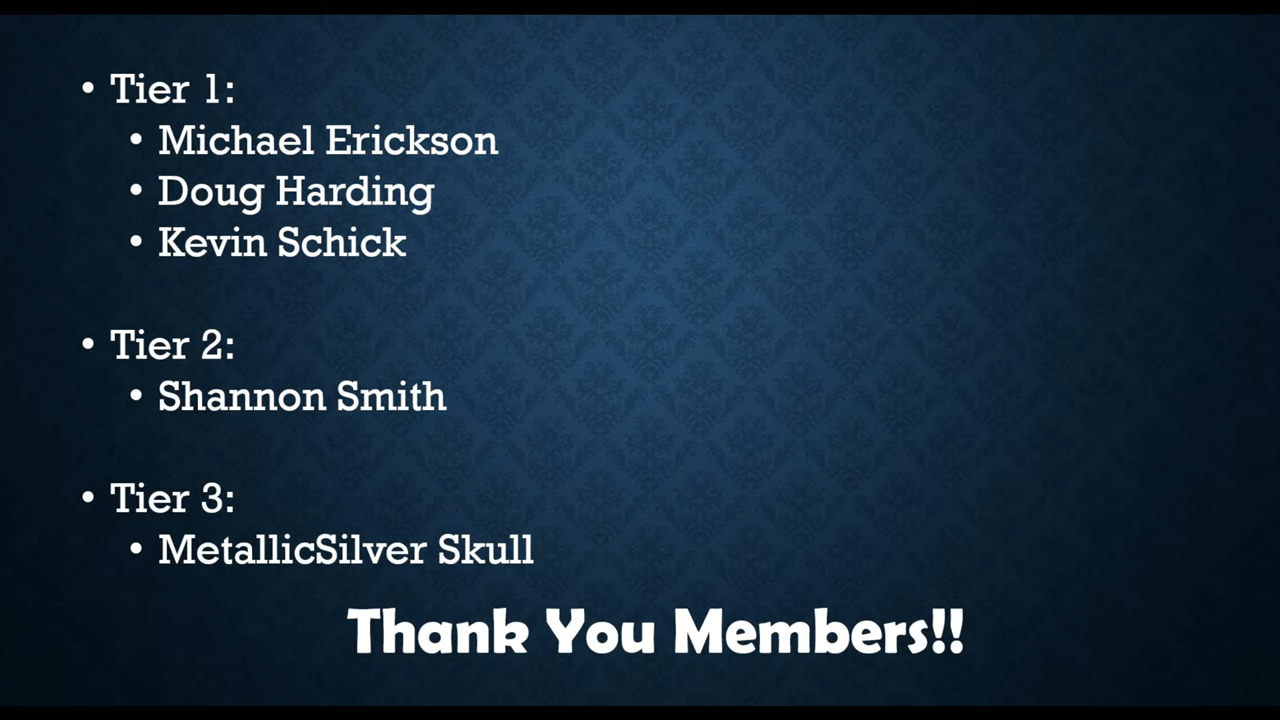 • Tier 1:
• Michael Erickson
• Doug Harding
• Kevin Schick
• Tier 2:
• Shannon Smith
• Tier 3:
• MetallicSilver Skull
Thank You Members!!